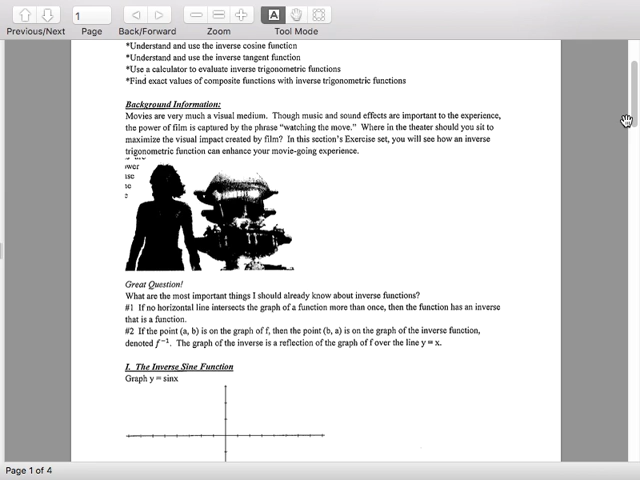 Previous/Next
1
Page
Back/Forward
Zoom
A
Tool Mode
*Understand and use the inverse cosine function
*Understand and use the inverse tangent function
*Use a calculator to evaluate inverse trigonometric functions
*Find exact values of composite functions with inverse trigonometric functions
Background Information:
Movies are very much a visual medium. Though music and sound effects are important to the experience,
the power of film is captured by the phrase “watching the move.” Where in the theater should you sit to
maximize the visual impact created by film? In this section's Exercise set, you will see how an inverse
trigonometric function can enhance your movie-going experience.
Great Question!
What are the most important things I should already know about inverse functions?
#1 If no horizontal line intersects the graph of a function more than once, then the function has an inverse
that is a function.
#2 If the point (a, b) is on the graph of f, then the point (b, a) is on the graph of the inverse function,
denoted f⁻¹. The graph of the inverse is a reflection of the graph of f over the line y = x.
I. The Inverse Sine Function
Graph y = sinx
Page 1 of 4